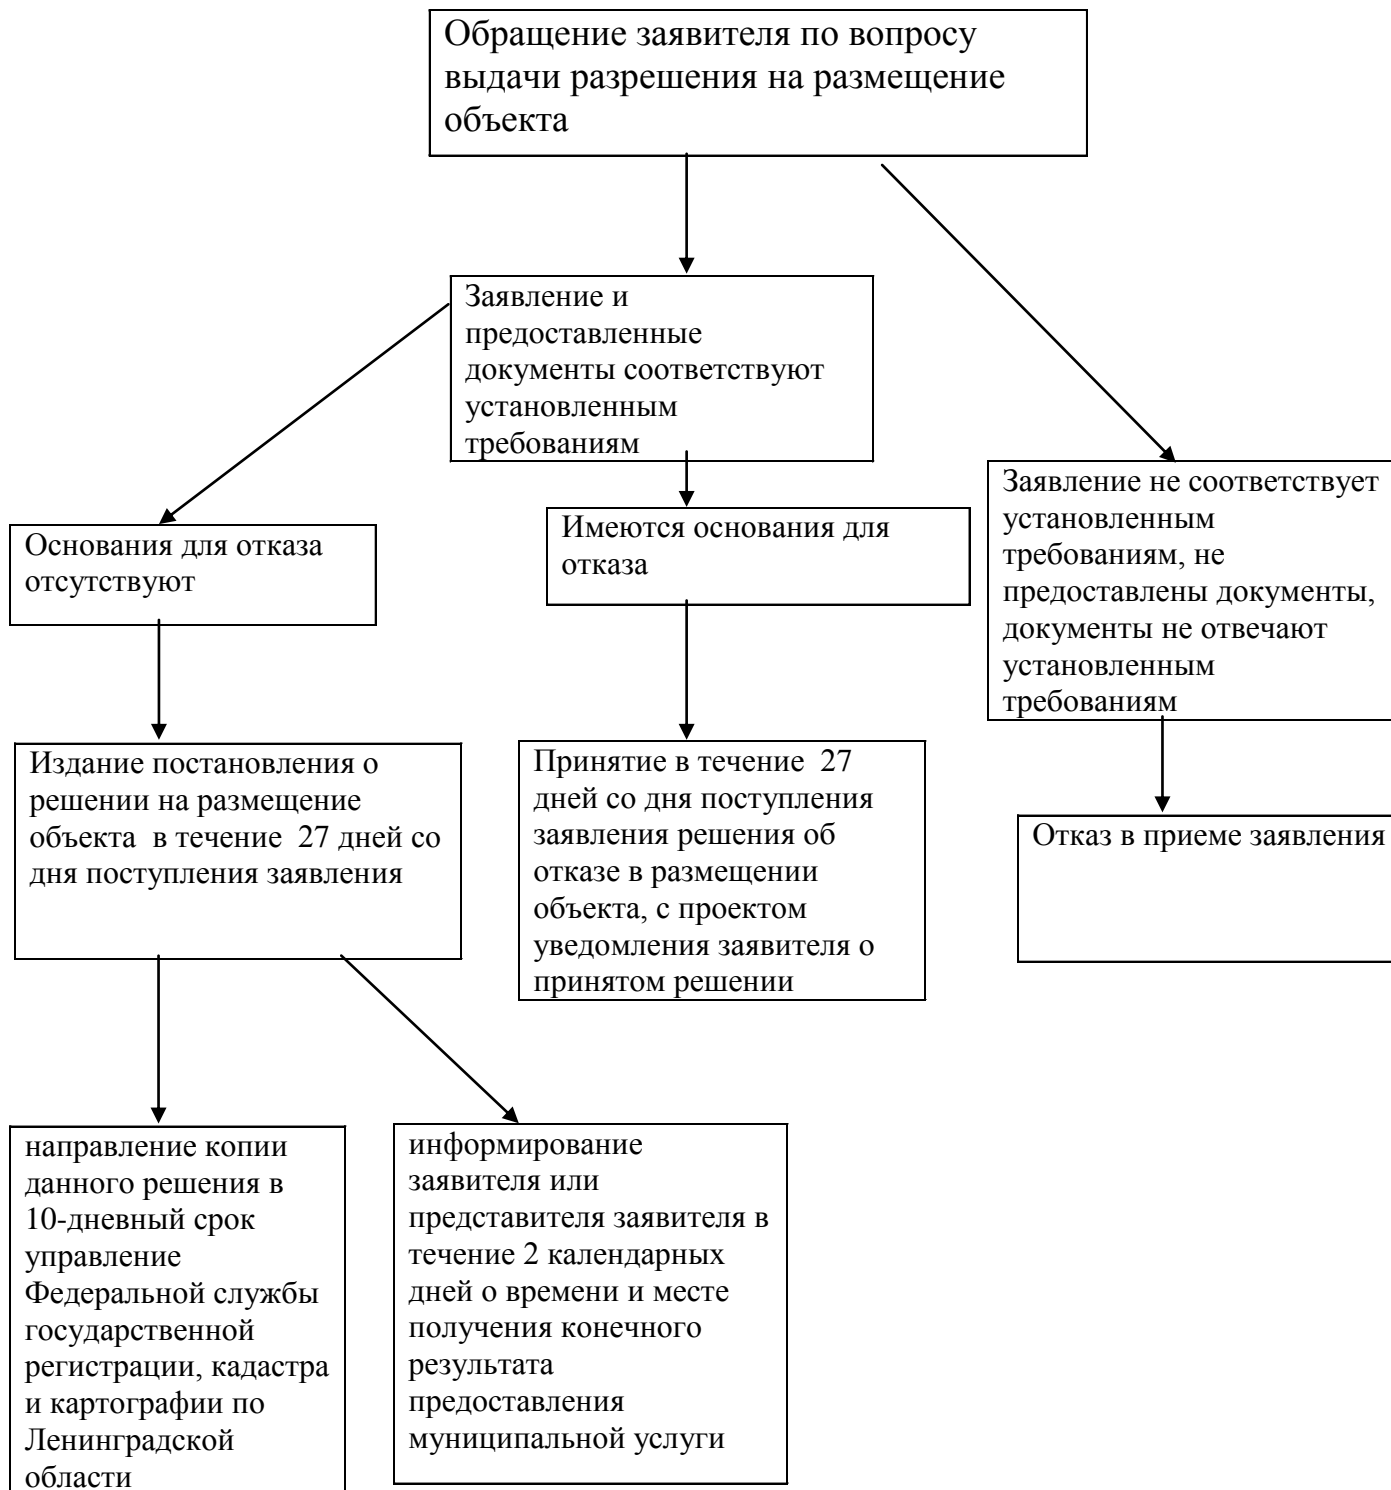 Обращение заявителя по вопросу
выдачи разрешения на размещение
объекта
Заявление и
предоставленные
документы соответствуют
установленным
требованиям
Заявление не соответствует
установленным
требованиям, не
предоставлены документы,
документы не отвечают
установленным
требованиям
Основания для отказа
отсутствуют
Имеются основания для
отказа
Издание постановления о
решении на размещение
объекта в течение 27 дней со
дня поступления заявления
Принятие в течение 27
дней со дня поступления
заявления решения об
отказе в размещении
объекта, с проектом
уведомления заявителя о
принятом решении
Отказ в приеме заявления
направление копии
данного решения в
10-дневный срок
управление
Федеральной службы
государственной
регистрации, кадастра
и картографии по
Ленинградской
области
информирование
заявителя или
представителя заявителя в
течение 2 календарных
дней о времени и месте
получения конечного
результата
предоставления
муниципальной услуги